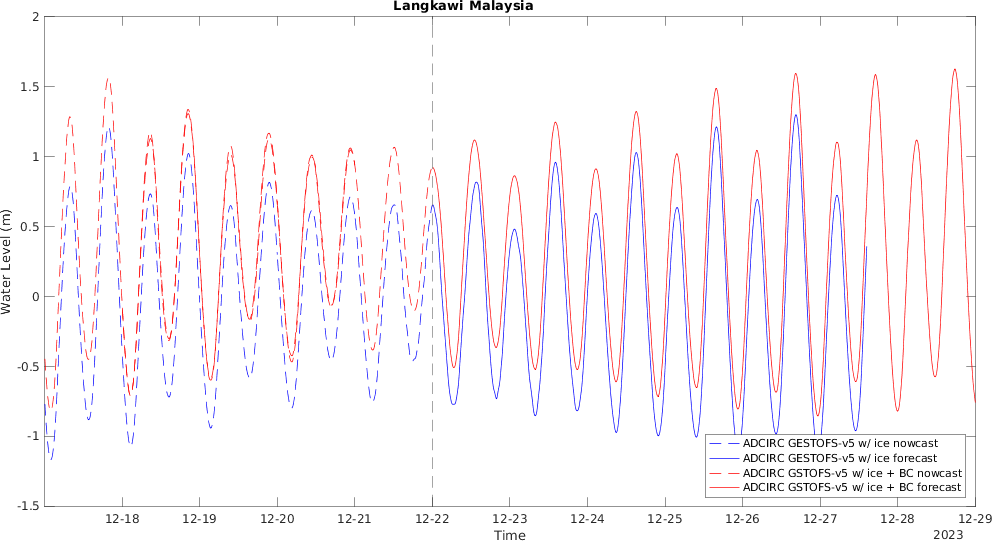 Langkawi Malaysia
2
1.5
1
0.5
0
-0.5
-1
-1.5
Water Level (m)
ADCIRC GESTOFS-v5 w/ ice nowcast
ADCIRC GESTOFS-v5 w/ ice forecast
ADCIRC GSTOFS-v5 w/ ice + BC nowcast
ADCIRC GSTOFS-v5 w/ ice + BC forecast
12-18 12-19 12-20 12-21 12-22 12-23 12-24 12-25 12-26 12-27 12-28 12-29
Time
2023